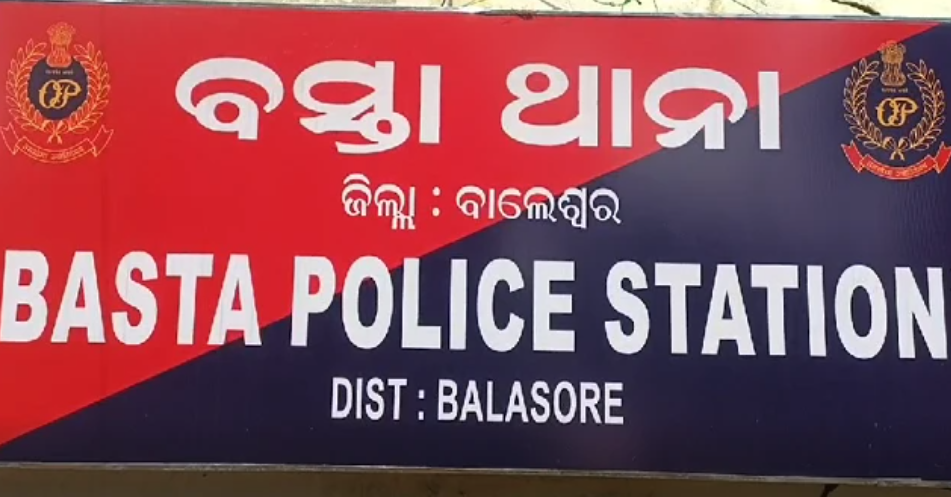 ବସ୍ତା ଥାନା
ଜିଲ୍ଲା : ବାଲେଶ୍ୱର
BASTA POLICE STATION
DIST : BALASORE